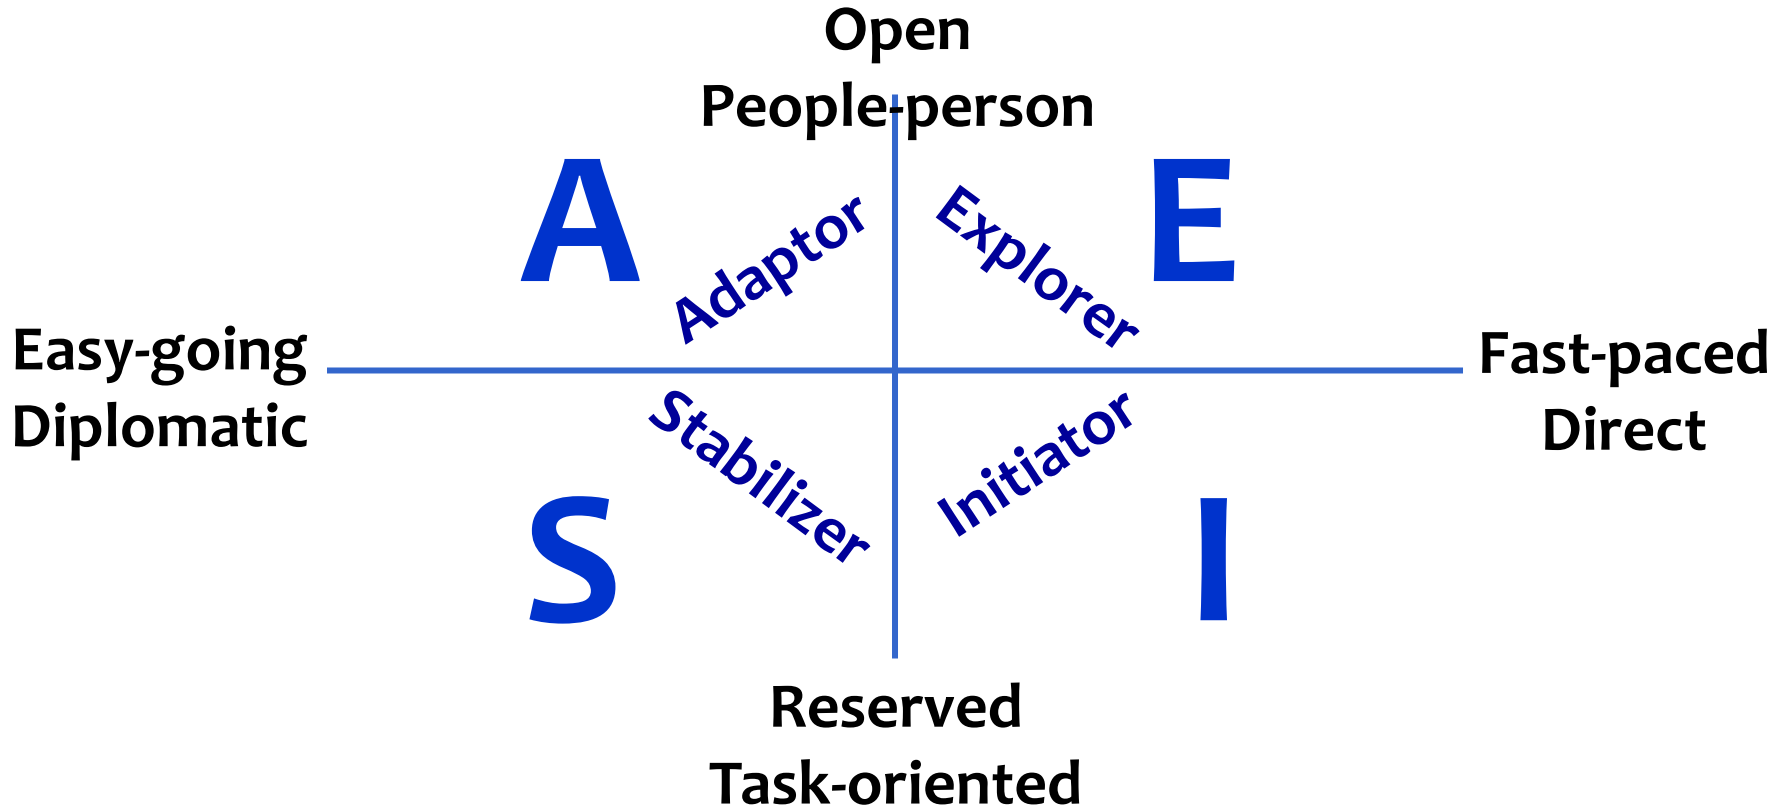 Open
People-person
A
Adaptor
Explorer
E
Easy-going
Diplomatic
Fast-paced
Direct
Stabilizer
Initiator
S
I
Reserved
Task-oriented